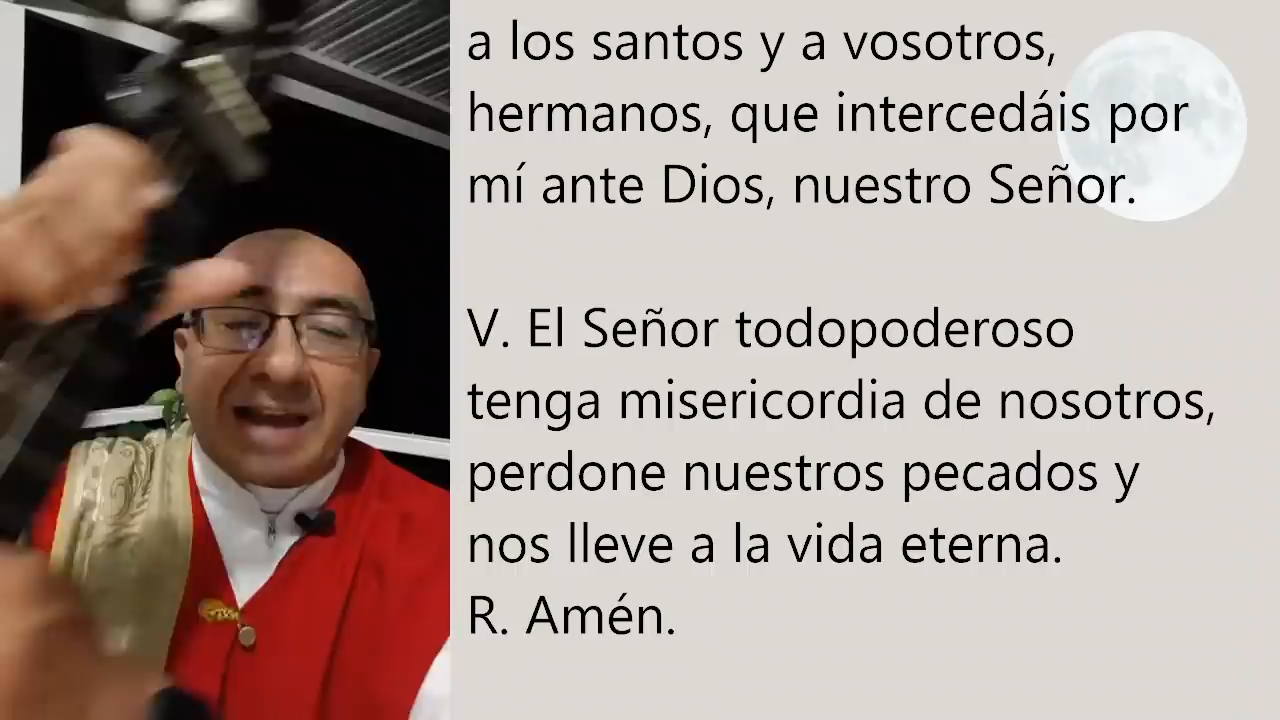 a los santos y a vosotros,
hermanos, que intercedáis por
mí ante Dios, nuestro Señor.
V. El Señor todopoderoso
tenga misericordia de nosotros,
perdone nuestros pecados y
nos lleve a la vida eterna.
R. Amén.